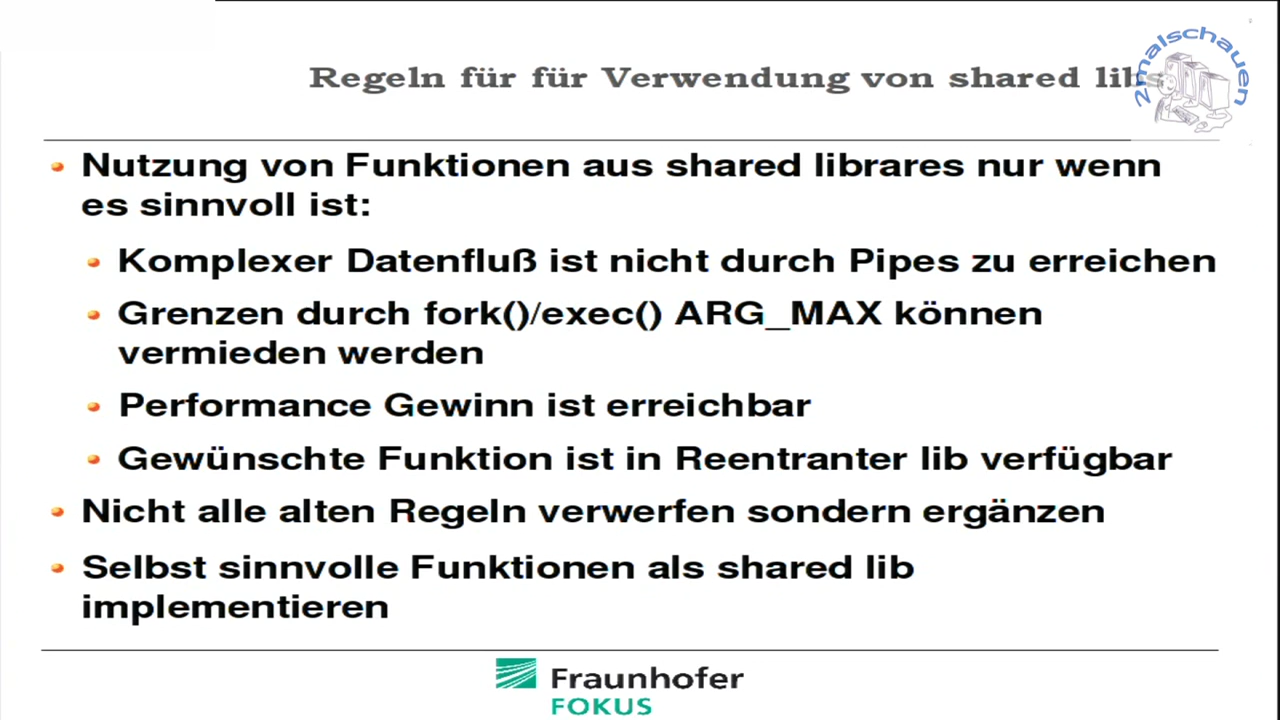 2malschauen
Regeln für für Verwendung von shared libs
Nutzung von Funktionen aus shared librares nur wenn
es sinnvoll ist:
Komplexer Datenfluß ist nicht durch Pipes zu erreichen
Grenzen durch fork()/exec() ARG_MAX können
vermieden werden
Performance Gewinn ist erreichbar
Gewünschte Funktion ist in Reentranter lib verfügbar
Nicht alle alten Regeln verwerfen sondern ergänzen
Selbst sinnvolle Funktionen als shared lib
implementieren
Fraunhofer
FOKUS